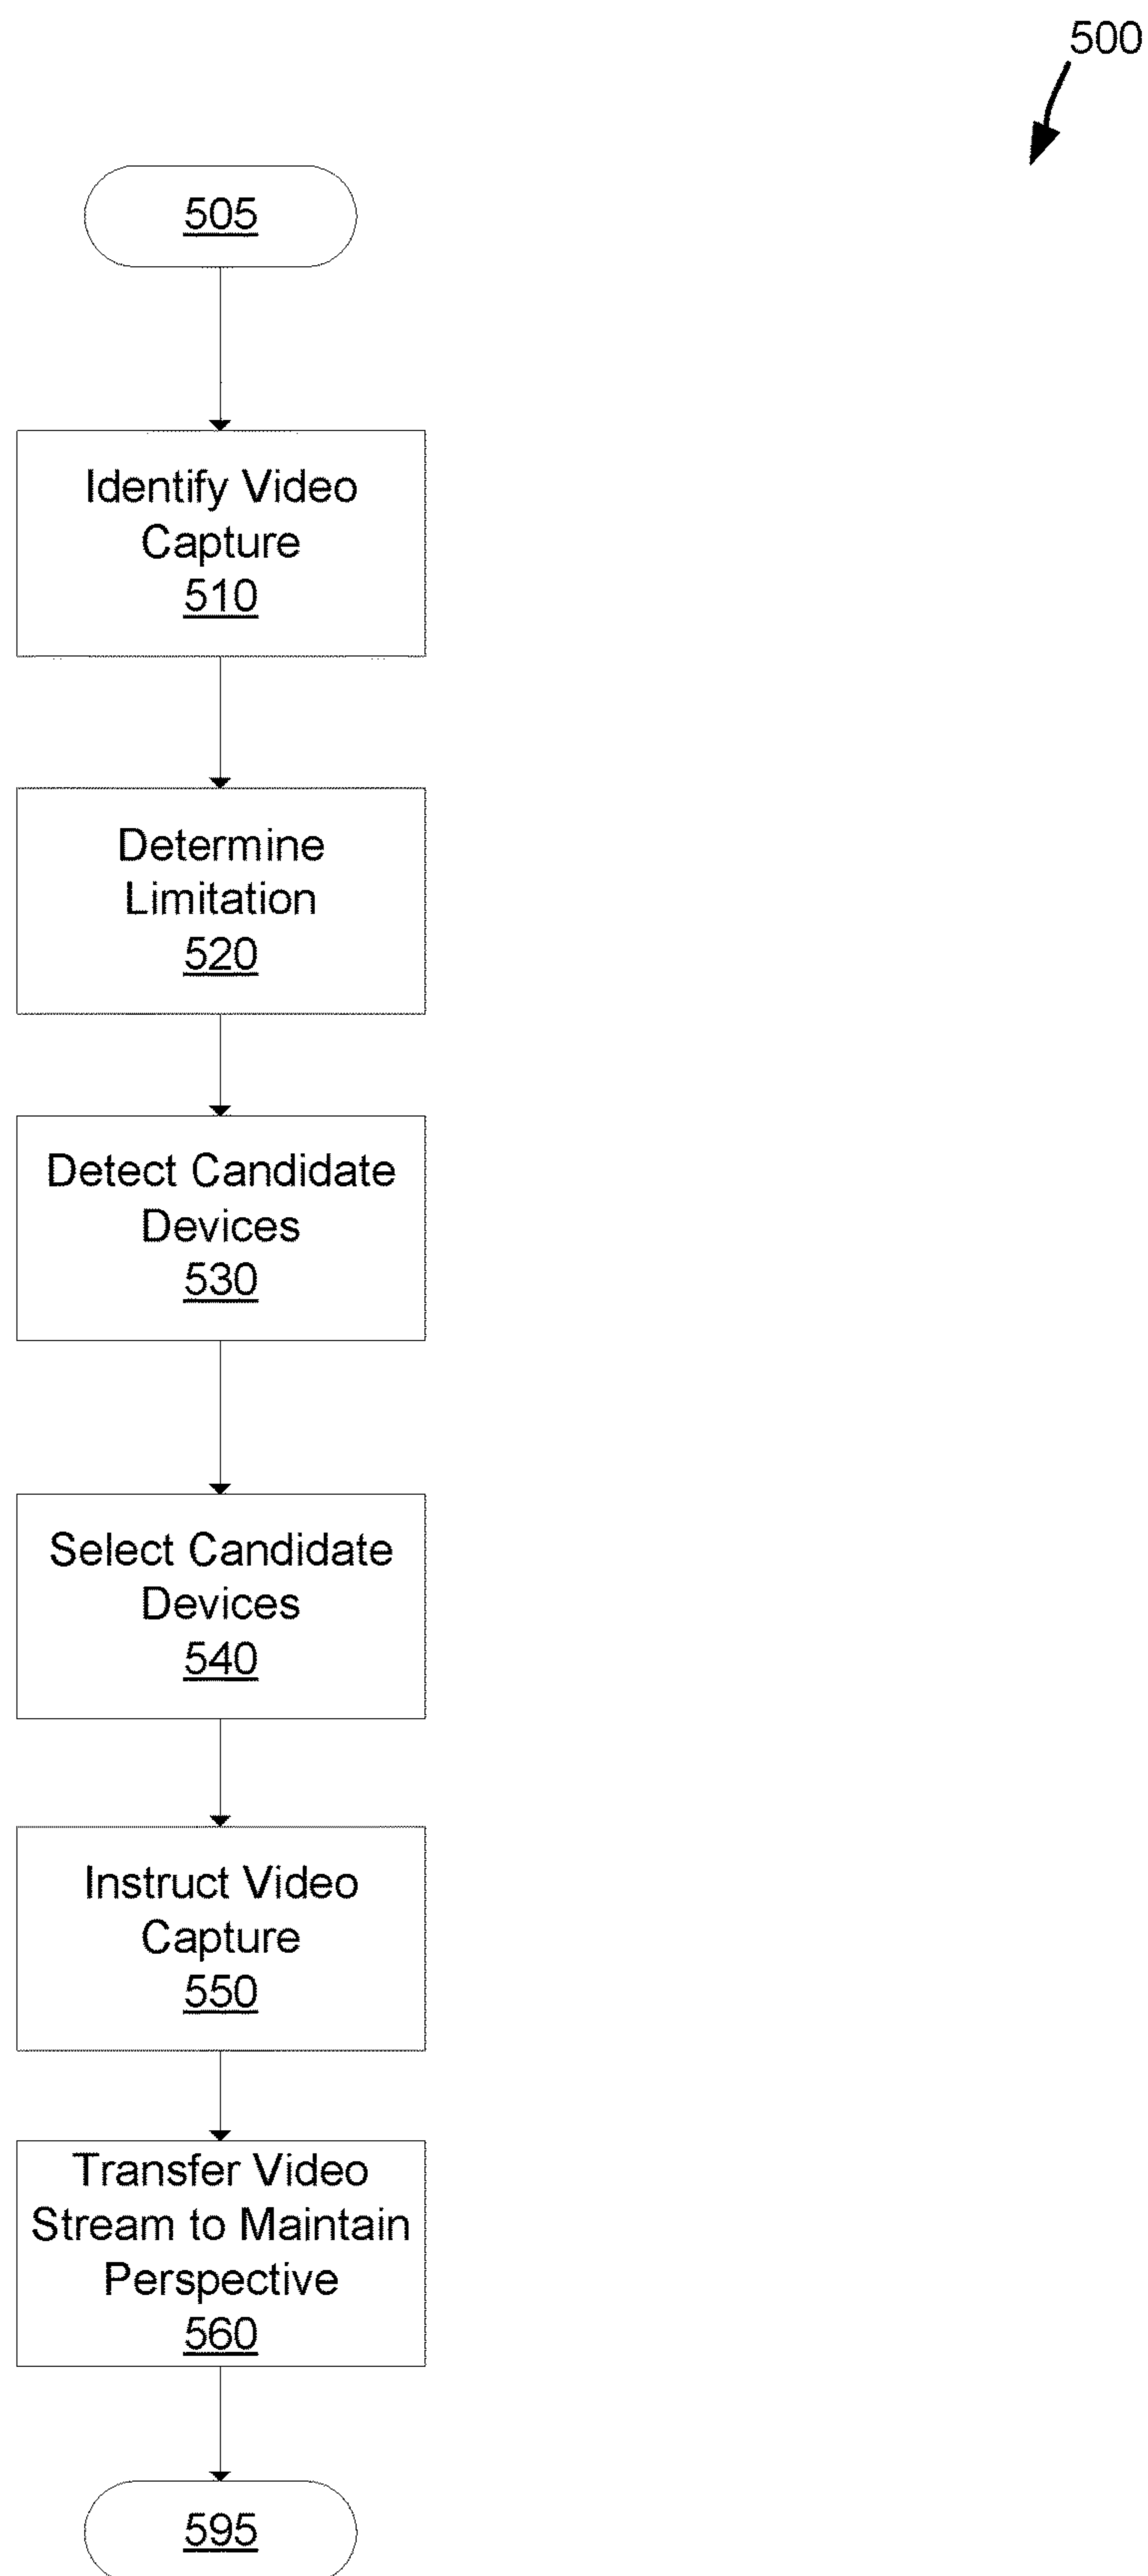 500
505
Identify Video
Capture
510
Determine
Limitation
520
Detect Candidate
Devices
530
Select Candidate
Devices
540
Instruct Video
Capture
550
Transfer Video
Stream to Maintain
Perspective
560
595